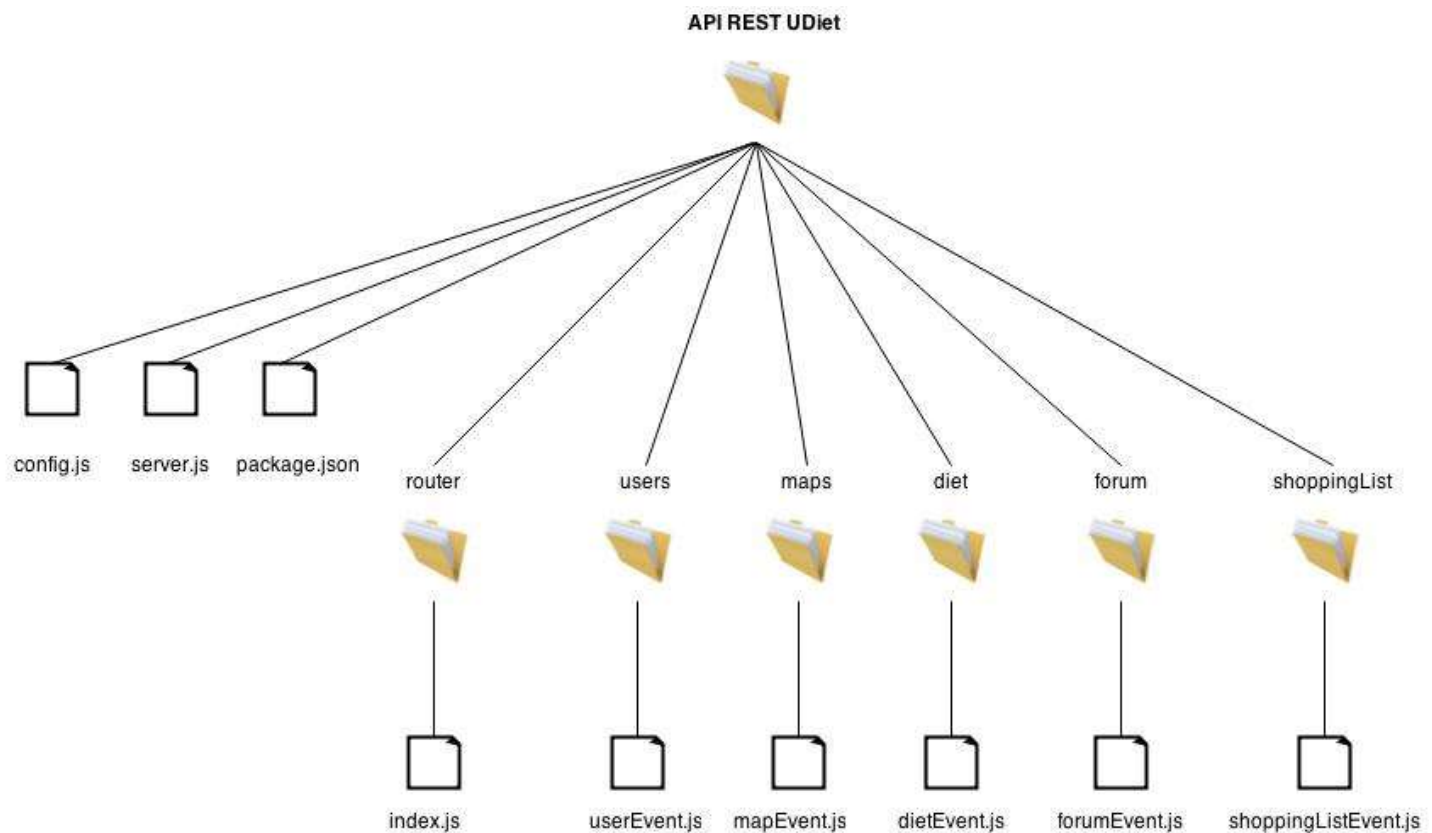 API REST UDiet
config.js server.js package.json
router users maps diet forum shoppingList
index.js userEvent.js mapEvent.js dietEvent.js forumEvent.js shoppingListEvent.js